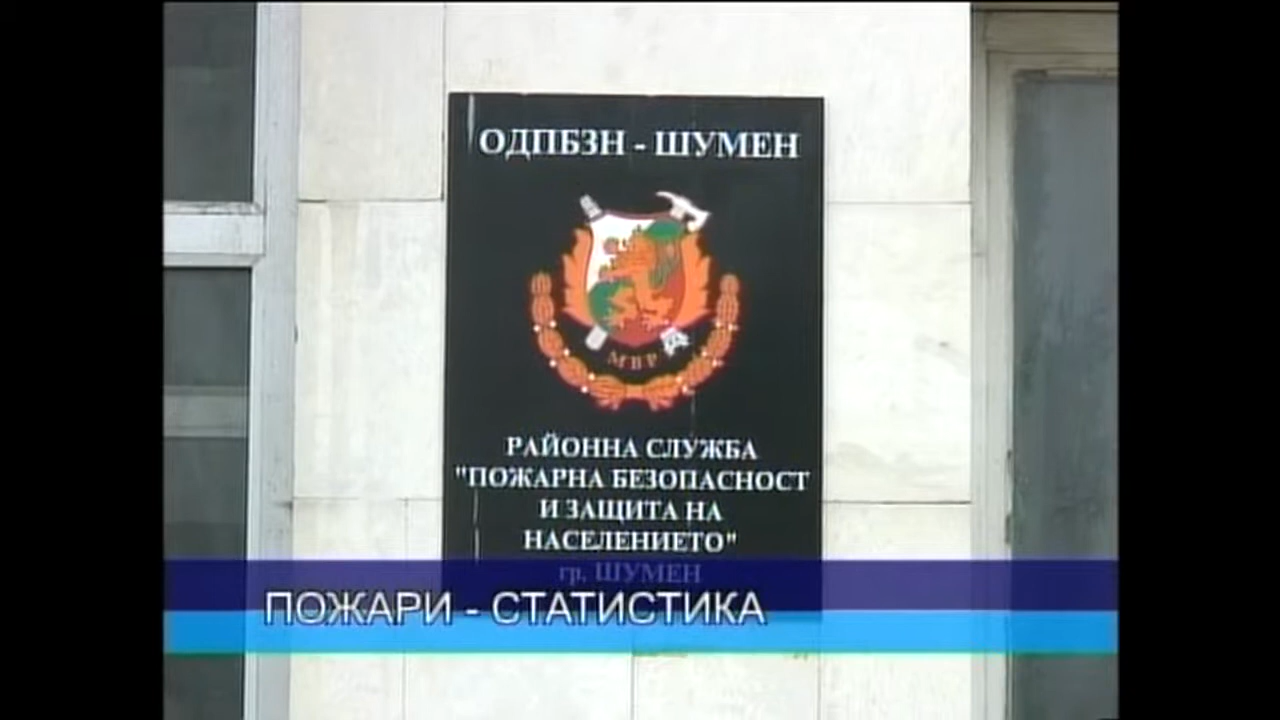 ОДПБЗН - ШУМЕН
МВР
РАЙОННА СЛУЖБА
"ПОЖАРНА БЕЗОПАСНОСТ
И ЗАЩИТА НА
НАСЕЛЕНИЕТО"
гр. ШУМЕН
ПОЖАРИ - СТАТИСТИКА